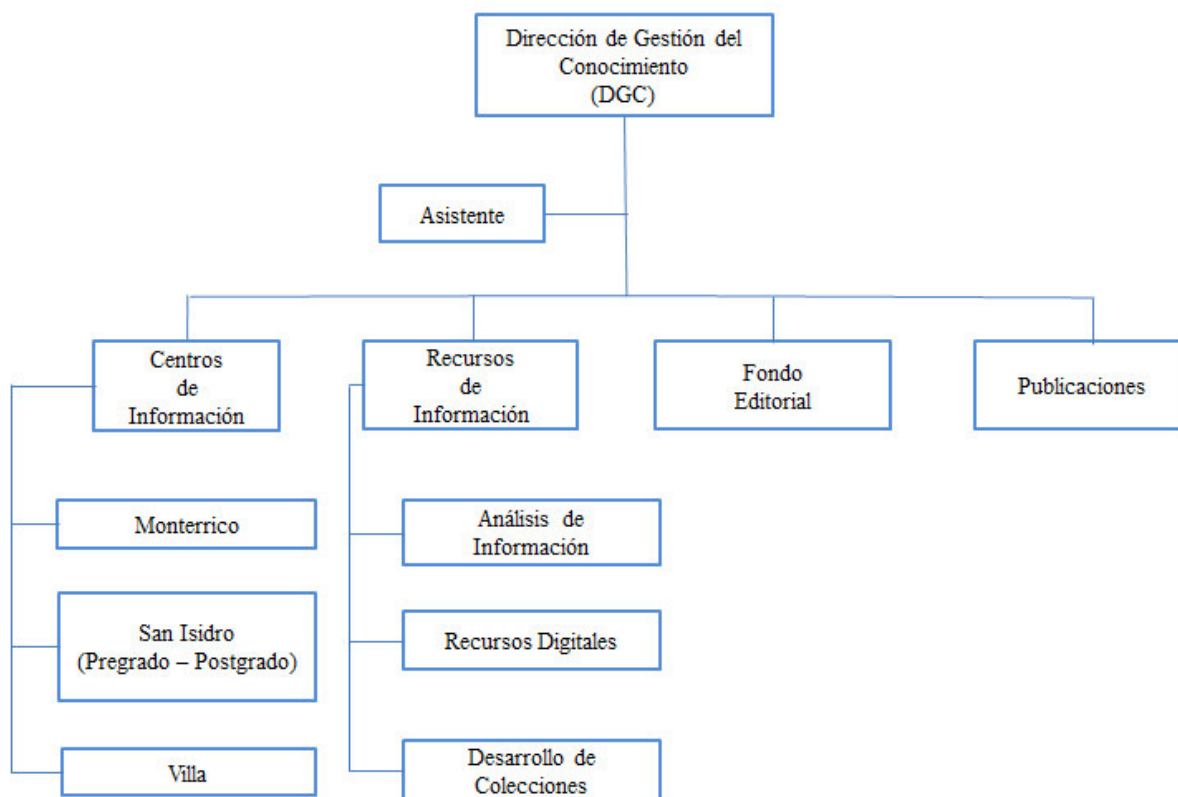 Dirección de Gestión del
Conocimiento
(DGC)
Asistente
Centros
de
Información
Recursos
de
Información
Fondo
Editorial
Publicaciones
Monterrico
San Isidro
(Pregrado – Postgrado)
Villa
Análisis de
Información
Recursos Digitales
Desarrollo de
Colecciones